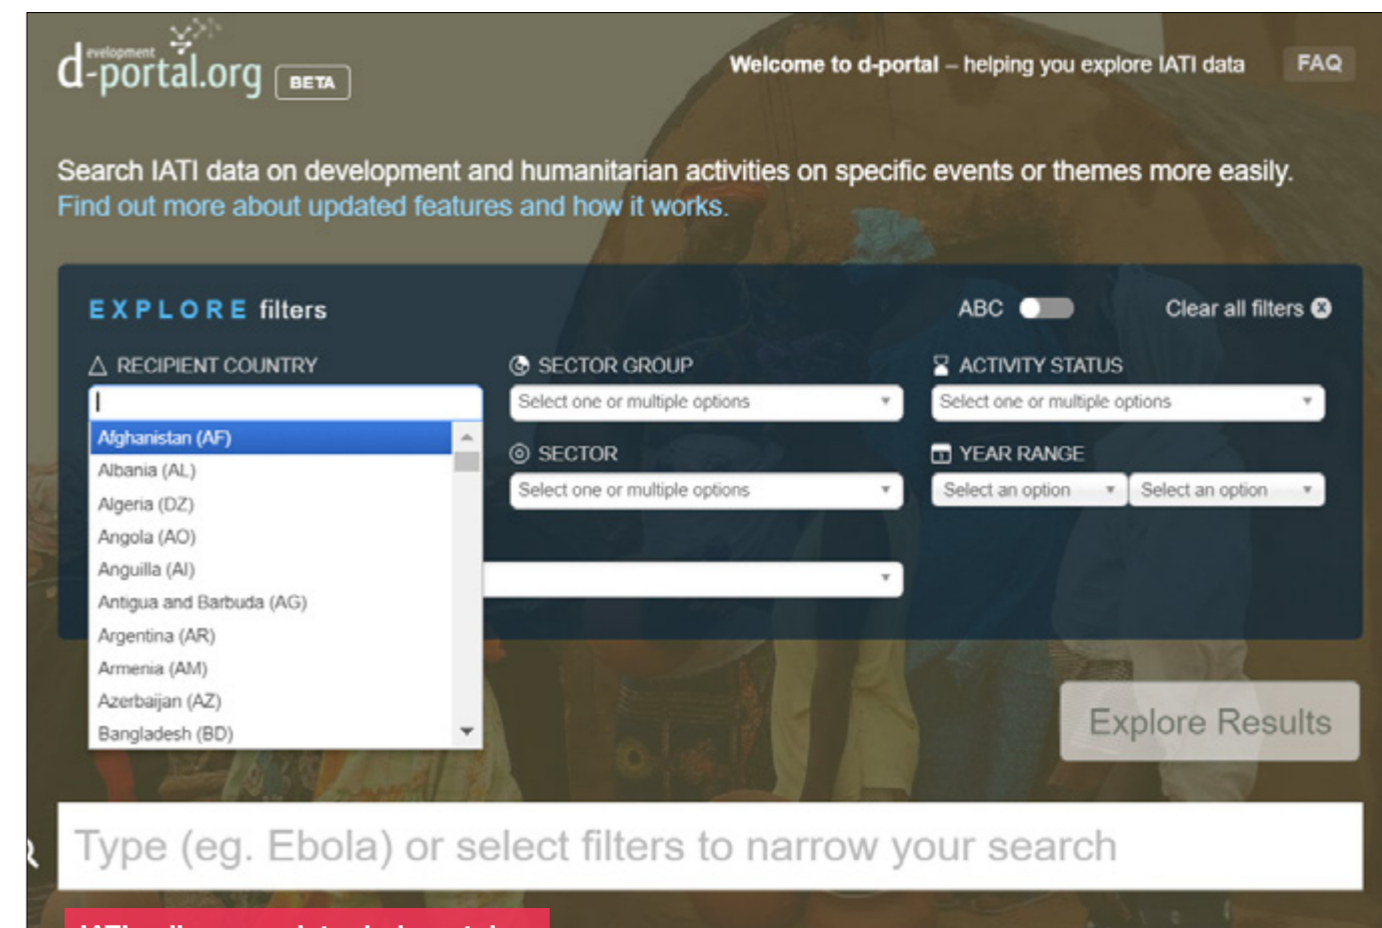 development
d-portal.org BETA
Welcome to d-portal – helping you explore IATI data
FAQ
Search IATI data on development and humanitarian activities on specific events or themes more easily.
Find out more about updated features and how it works.
EXPLORE filters
ABC
Clear all filters
RECIPIENT COUNTRY
SECTOR GROUP
ACTIVITY STATUS
Select one or multiple options
Select one or multiple options
Afghanistan (AF)
Albania (AL)
Algeria (DZ)
Angola (AO)
Anguilla (AI)
Antigua and Barbuda (AG)
Argentina (AR)
Armenia (AM)
Azerbaijan (AZ)
Bangladesh (BD)
SECTOR
YEAR RANGE
Select one or multiple options
Select an option
Select an option
Explore Results
Type (eg. Ebola) or select filters to narrow your search